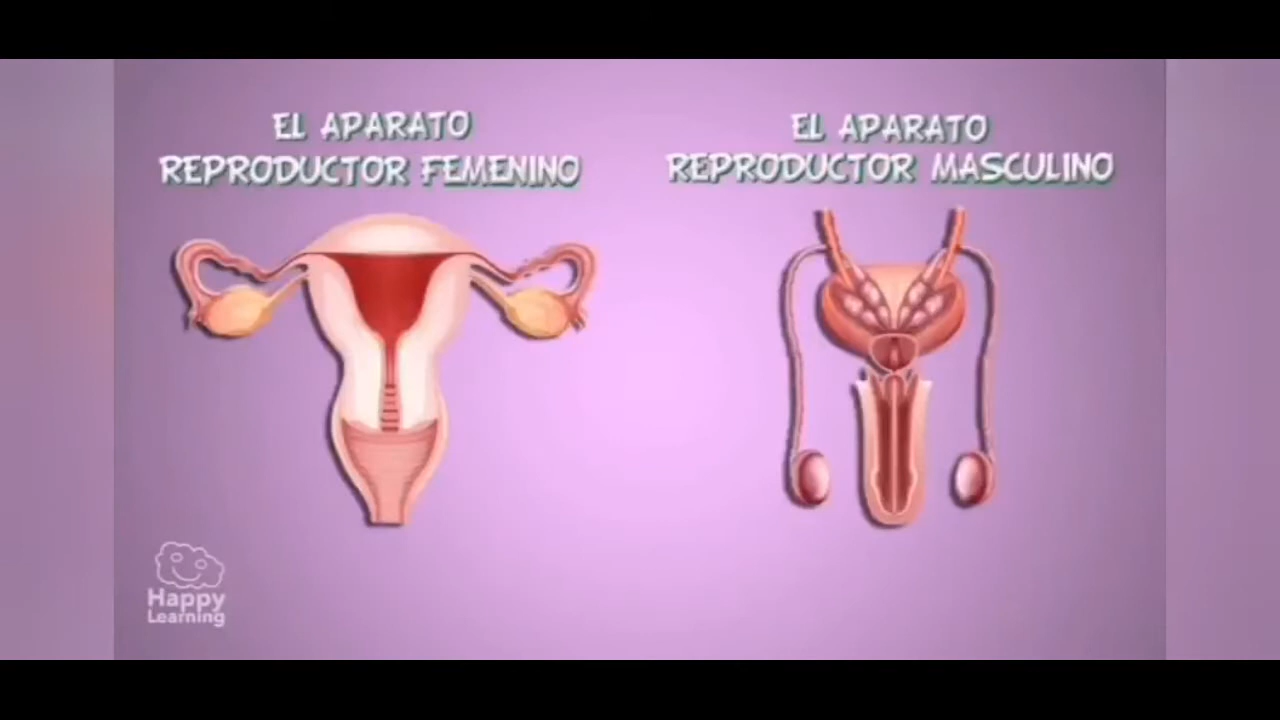 EL APARATO
REPRODUCTOR FEMENINO
EL APARATO
REPRODUCTOR MASCULINO
Happy
Learning